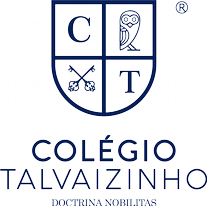 ®
C
T
COLÉGIO
TALVAIZINHO
DOCTRINA NOBILITAS